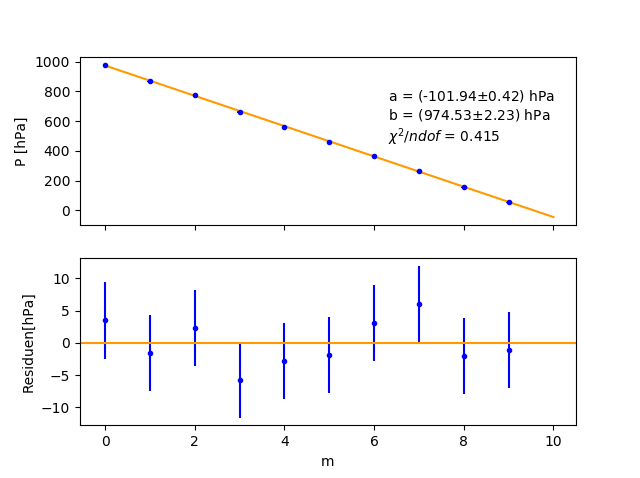 1000
800
600
400
200
0
P [hPa]
a = (-101.94±0.42) hPa
b = (974.53±2.23) hPa
χ²/ndof = 0.415
10
5
0
−5
−10
Residuen[hPa]
0 2 4 6 8 10
m